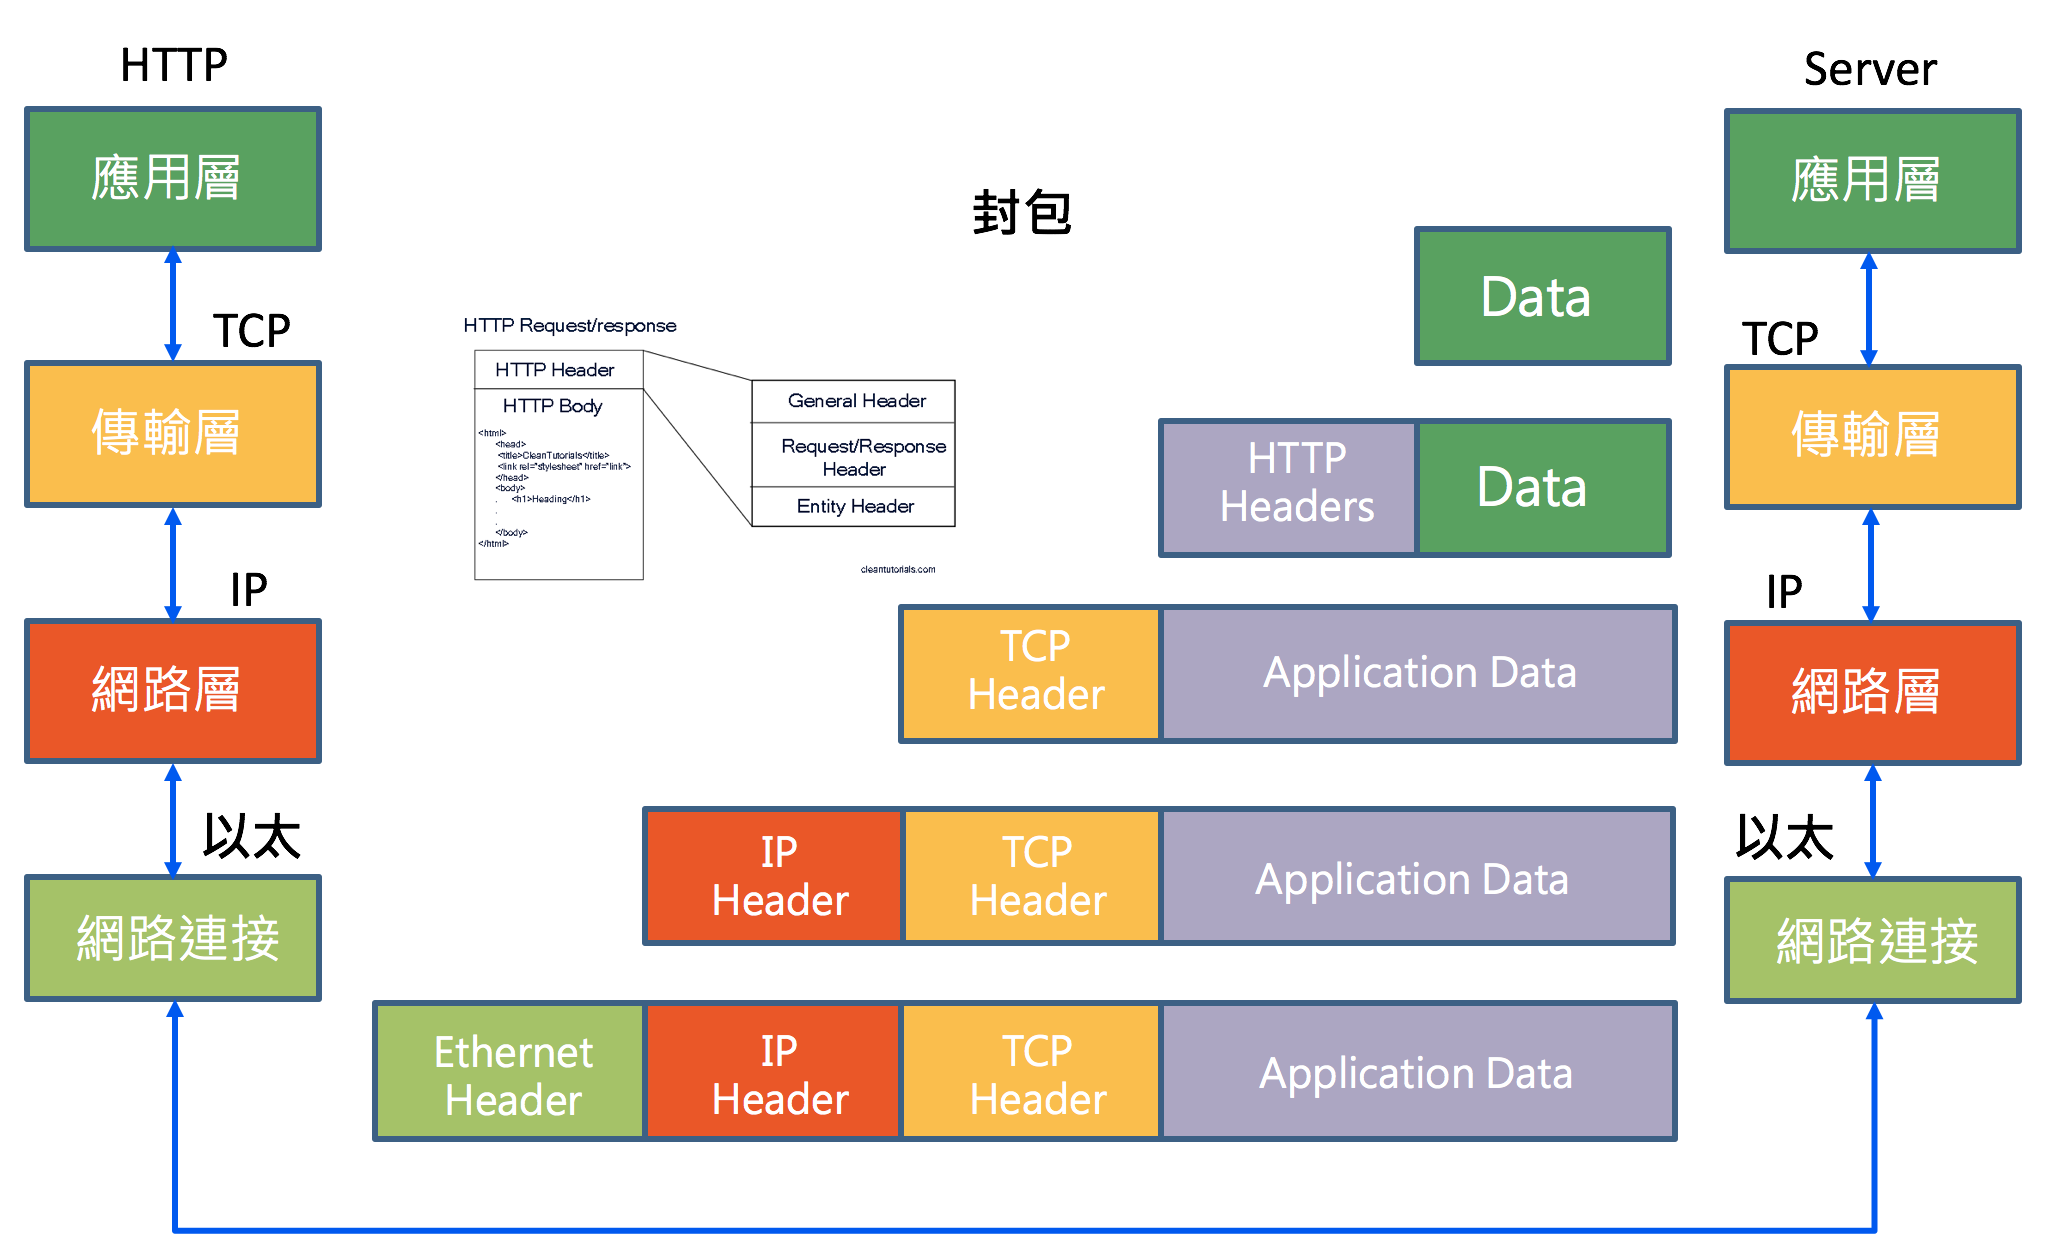 HTTP
應用層
TCP
傳輸層
IP
網路層
以太
網路連接
封包
HTTP Request/response
HTTP Header
HTTP Body
<html>
<head>
<title>CleanTutorials</title>
<link rel="stylesheet" href="link">
</head>
<body>
. <h1>Heading</h1>
.
.
</body>
</html>
General Header
Request/Response
Header
Entity Header
cleantutorials.com
Data
HTTP
Headers
Data
TCP
Header
Application Data
IP
Header
TCP
Header
Application Data
Ethernet
Header
IP
Header
TCP
Header
Application Data
Server
應用層
TCP
傳輸層
IP
網路層
以太
網路連接